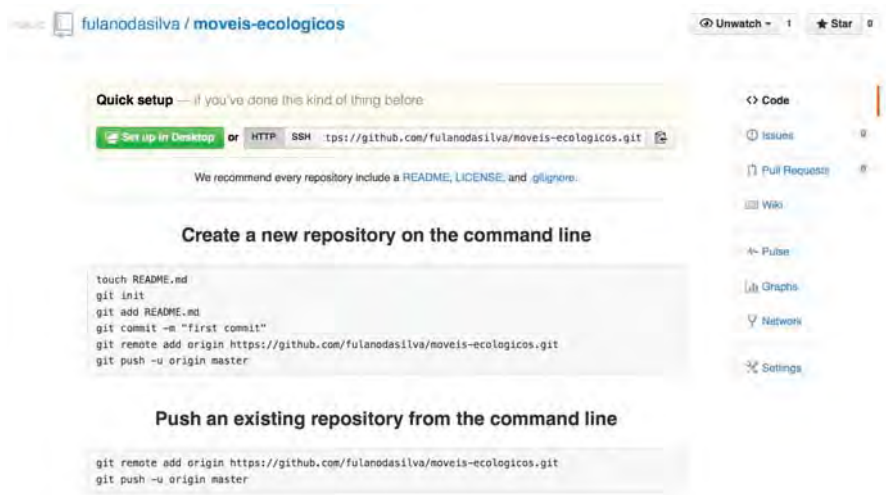 PUBLIC fulanodasilva / moveis-ecologicos
Unwatch 1 Star 0
Quick setup — if you've done this kind of thing before
Set up in Desktop or HTTP SSH tps://github.com/fulanodasilva/moveis-ecologicos.git
We recommend every repository include a README, LICENSE, and .gitignore.
Create a new repository on the command line
touch README.md
git init
git add README.md
git commit -m "first commit"
git remote add origin https://github.com/fulanodasilva/moveis-ecologicos.git
git push -u origin master
Push an existing repository from the command line
git remote add origin https://github.com/fulanodasilva/moveis-ecologicos.git
git push -u origin master
<> Code
Issues 0
Pull Requests 0
Wiki
Pulse
Graphs
Network
Settings